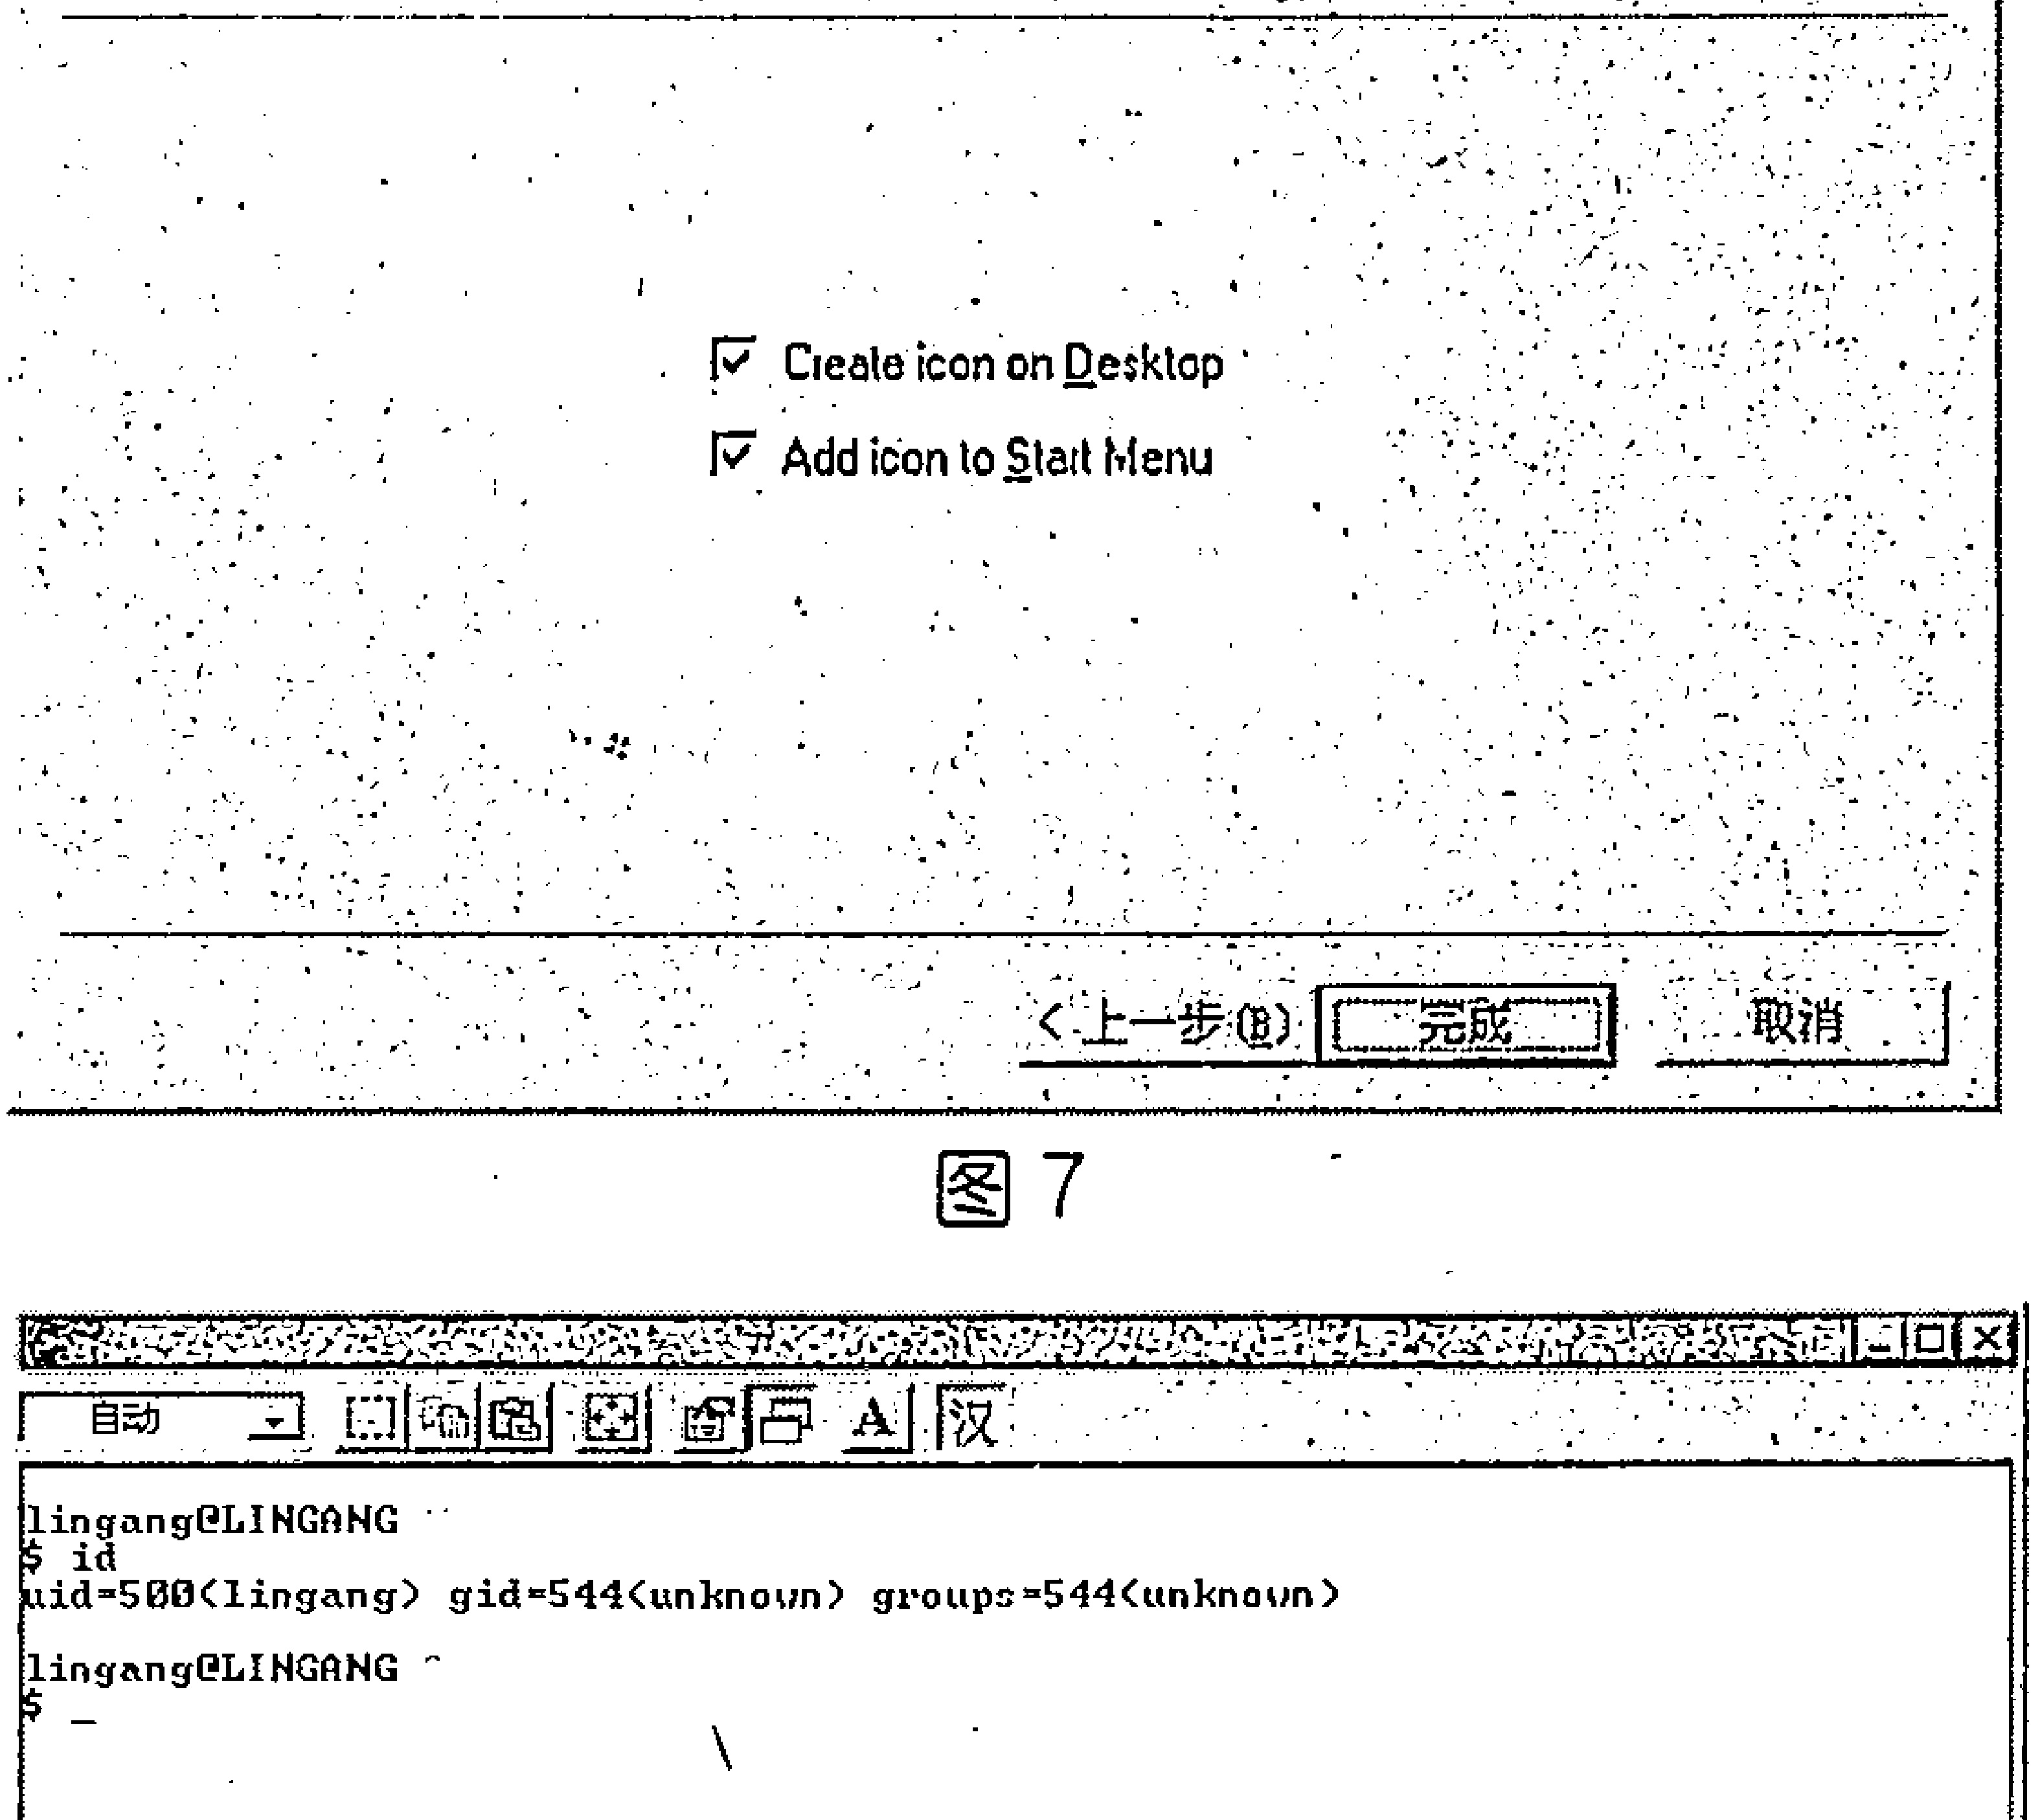 Create icon on Desktop
Add icon to Start Menu
< 上一步(B) 完成 取消
图 7
自动 A 汉
lingang@LINGANG ~
$ id
uid=500(lingang) gid=544(unknown) groups=544(unknown)
lingang@LINGANG ~
$ _